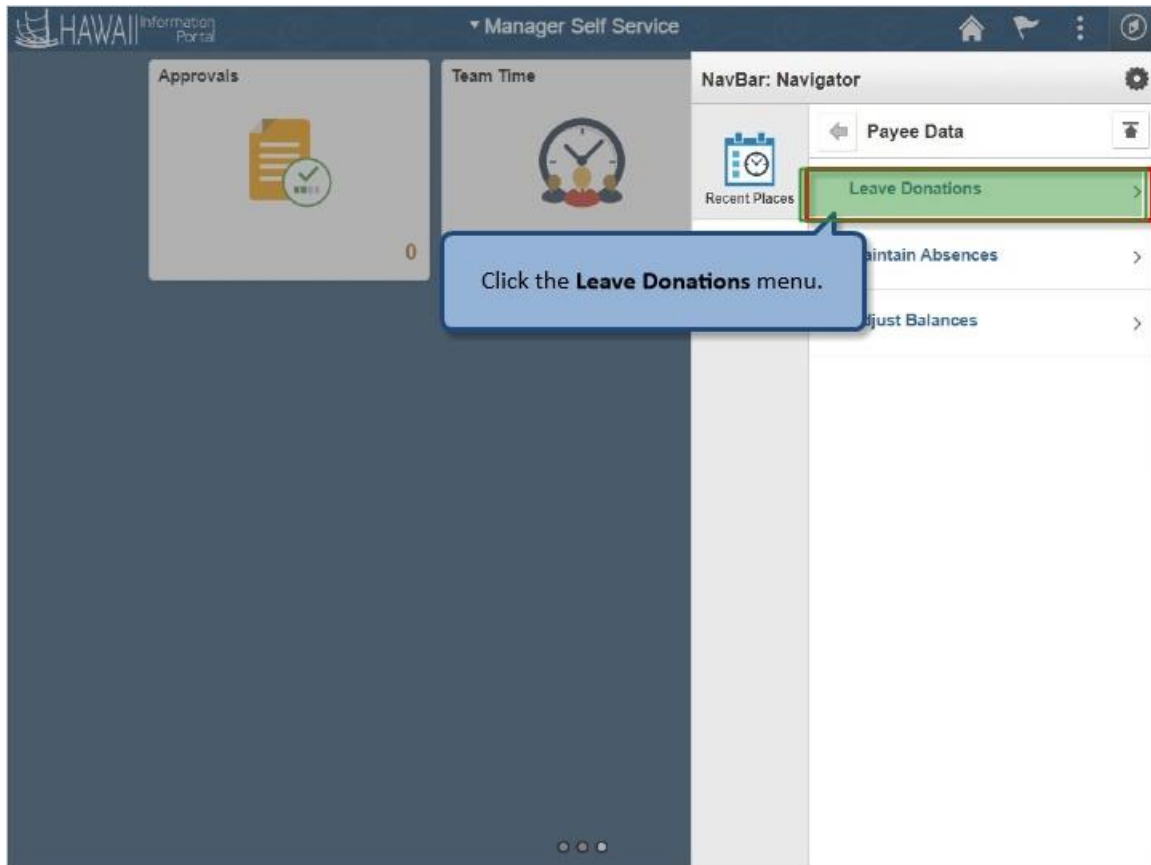 HAWAII Information
Portal
Manager Self Service
Approvals
0
Team Time
NavBar: Navigator
Recent Places
Payee Data
Leave Donations
Click the Leave Donations menu.
aintain Absences
djust Balances